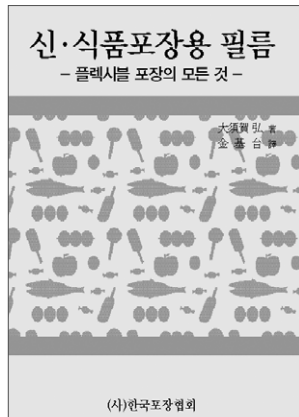 신·식품포장용 필름
- 플렉시블 포장의 모든 것 -
大須賀 弘 著
金 基 台 譯
(사)한국포장협회